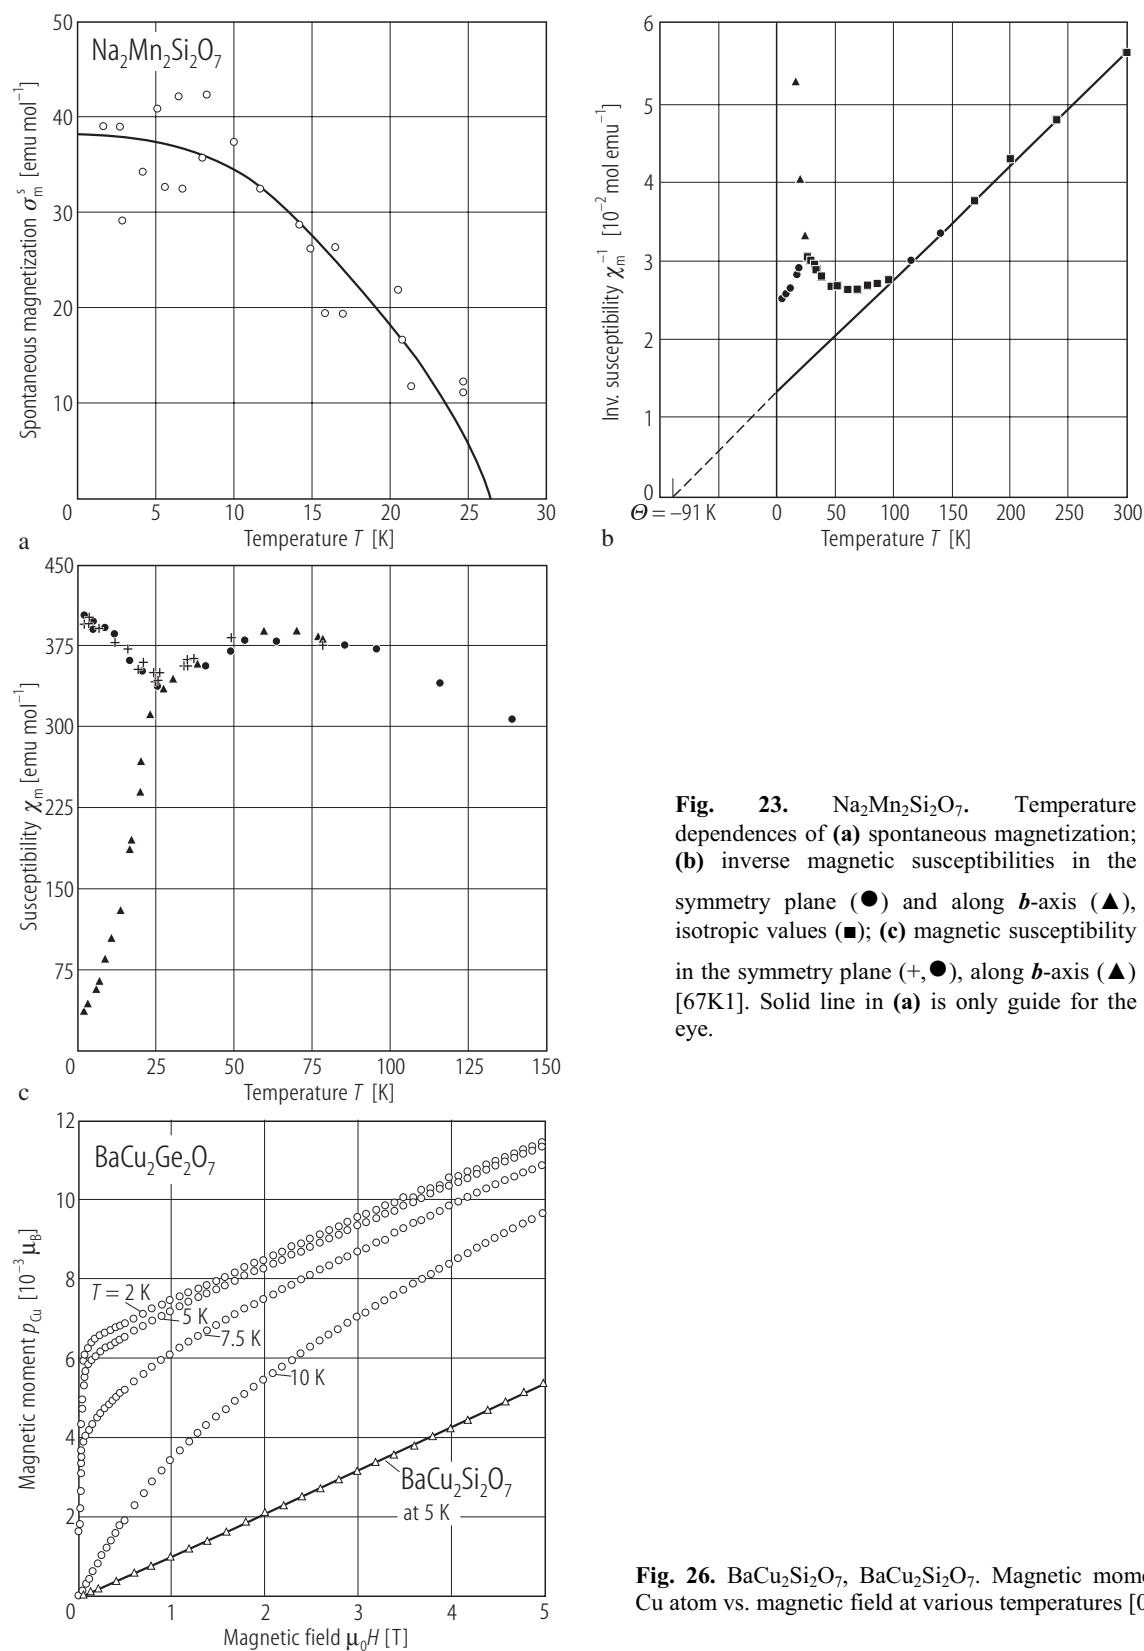 50
Na₂Mn₂Si₂O₇
40
30
20
10
0 5 10 15 20 25 30
Spontaneous magnetization σₘˢ [emu mol⁻¹]
Temperature T [K]
a
6
5
4
3
2
1
0
Θ = –91 K
0 50 100 150 200 250 300
Inv. susceptibility χₘ⁻¹ [10⁻² mol emu⁻¹]
Temperature T [K]
b
450
375
300
225
150
75
0 25 50 75 100 125 150
Susceptibility χₘ [emu mol⁻¹]
Temperature T [K]
c
Fig. 23. Na₂Mn₂Si₂O₇. Temperature
dependences of (a) spontaneous magnetization;
(b) inverse magnetic susceptibilities in the
symmetry plane (●) and along b-axis (▲),
isotropic values (■); (c) magnetic susceptibility
in the symmetry plane (+,●), along b-axis (▲)
[67K1]. Solid line in (a) is only guide for the
eye.
12
BaCu₂Ge₂O₇
10
8
T = 2 K
5 K
7.5 K
6
10 K
4
BaCu₂Si₂O₇
at 5 K
2
0 1 2 3 4 5
Magnetic moment p_Cu [10⁻³ μ_B]
Magnetic field μ₀H [T]
Fig. 26. BaCu₂Si₂O₇, BaCu₂Si₂O₇. Magnetic mome
Cu atom vs. magnetic field at various temperatures [0